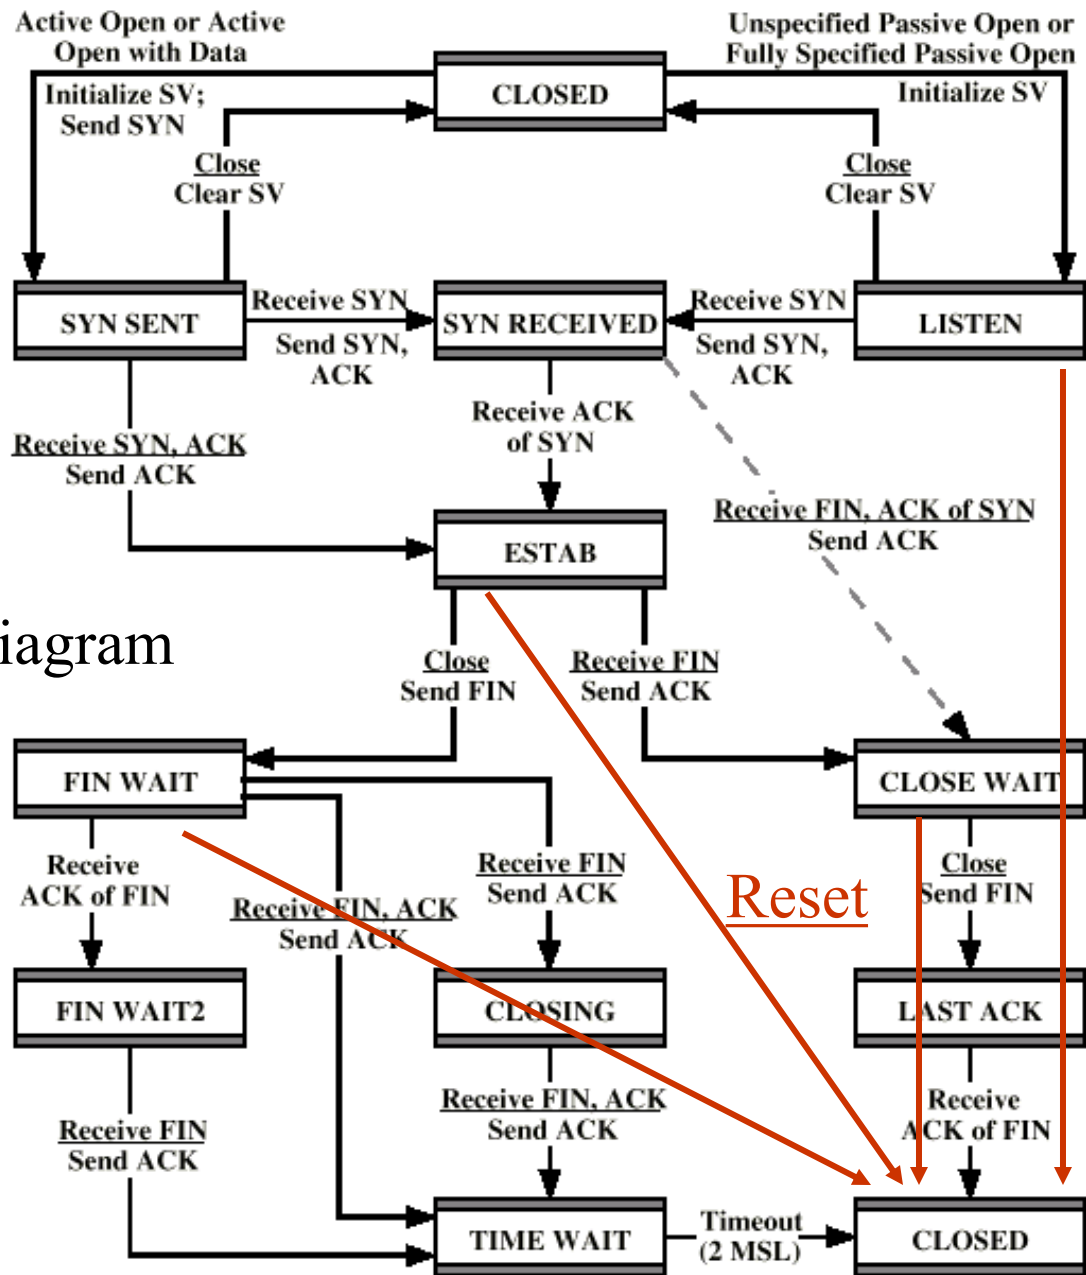 Active Open or Active
Open with Data
Unspecified Passive Open or
Fully Specified Passive Open
Initialize SV;
Send SYN
CLOSED
Initialize SV
Close
Clear SV
Close
Clear SV
SYN SENT
Receive SYN
Send SYN,
ACK
SYN RECEIVED
Receive SYN
Send SYN,
ACK
LISTEN
Receive SYN, ACK
Send ACK
Receive ACK
of SYN
Receive FIN, ACK of SYN
Send ACK
ESTAB
iagram
Close
Send FIN
Receive FIN
Send ACK
FIN WAIT
CLOSE WAIT
Receive
ACK of FIN
Receive FIN, ACK
Send ACK
Receive FIN
Send ACK
Reset
Close
Send FIN
FIN WAIT2
CLOSING
LAST ACK
Receive FIN
Send ACK
Receive FIN, ACK
Send ACK
Receive
ACK of FIN
TIME WAIT
Timeout
(2 MSL)
CLOSED